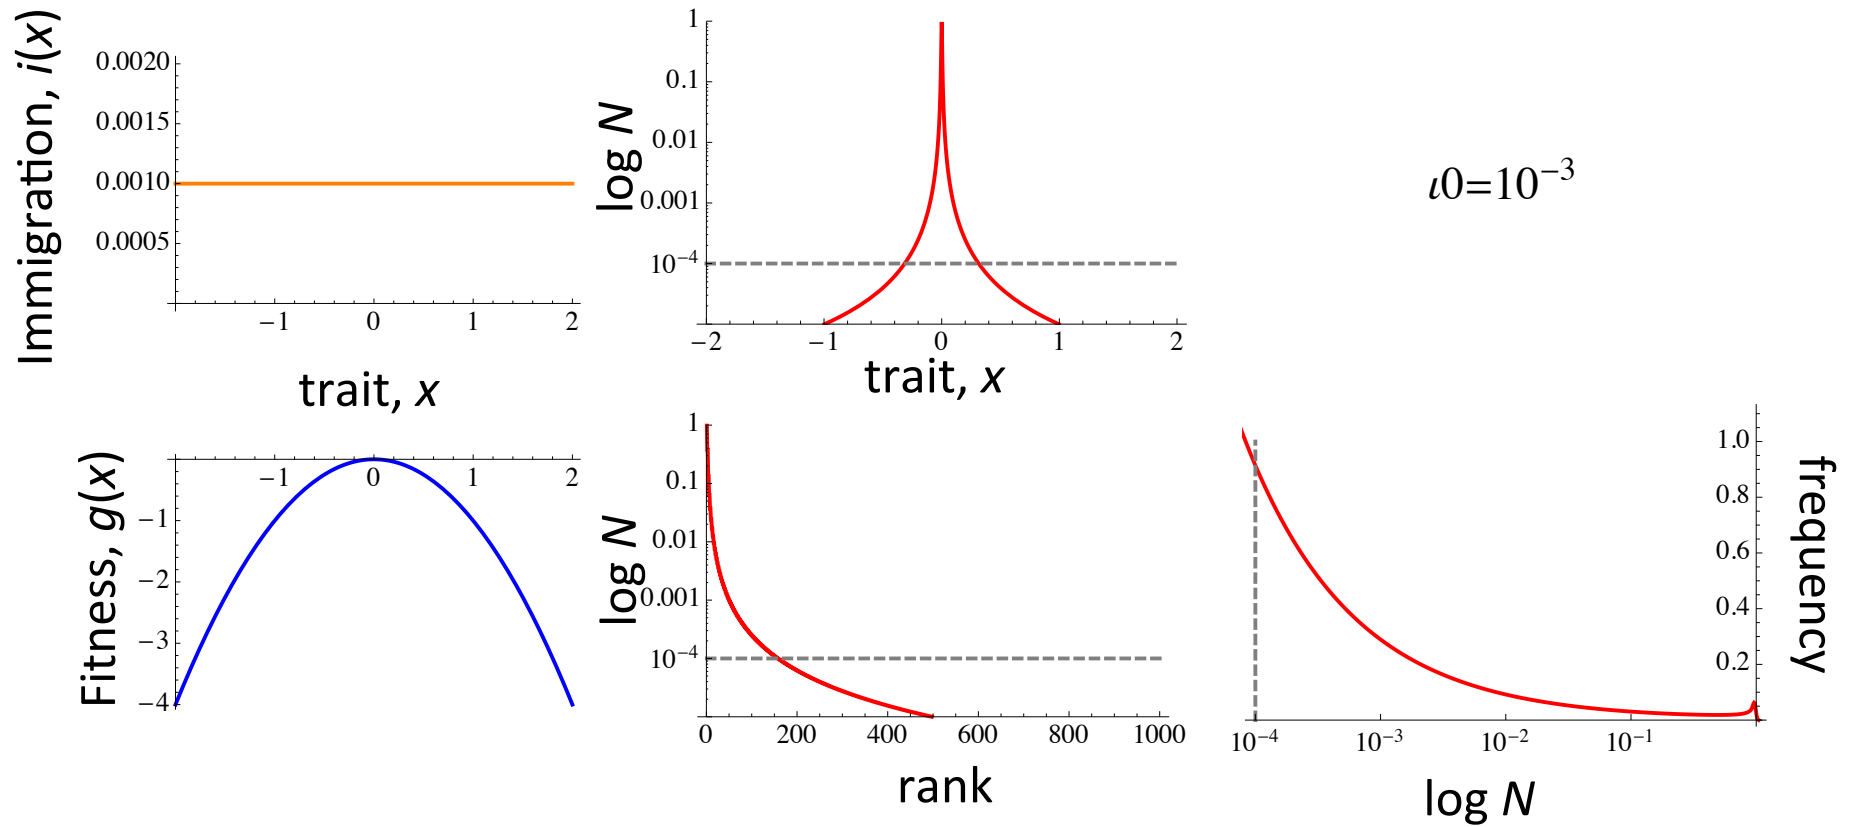 Immigration, i(x)
0.0020
0.0015
0.0010
0.0005
−1 0 1 2
trait, x
log N
1
0.1
0.01
0.001
10⁻⁴
−2 −1 0 1 2
trait, x
ι0=10⁻³
Fitness, g(x)
−1 0 1 2
−1
−2
−3
−4
log N
1
0.1
0.01
0.001
10⁻⁴
0 200 400 600 800 1000
rank
frequency
1.0
0.8
0.6
0.4
0.2
10⁻⁴ 10⁻³ 10⁻² 10⁻¹
log N